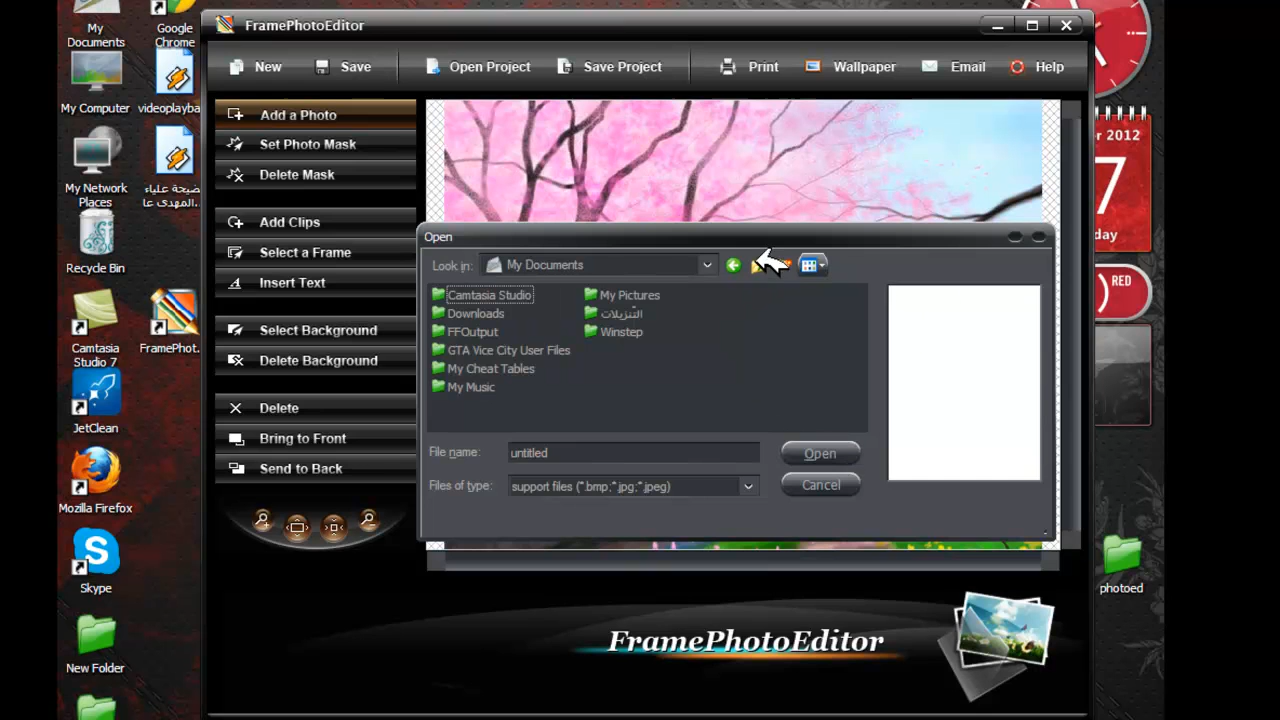 My
Documents
Google
Chrome
My Computer
videoplayba
My Network
Places
ضيحة علياء
...المهدى عا
Recycle Bin
Camtasia
Studio 7
FramePhot...
JetClean
Mozilla Firefox
Skype
New Folder
FramePhotoEditor
New
Save
Open Project
Save Project
Print
Wallpaper
Email
Help
Add a Photo
Set Photo Mask
Delete Mask
Add Clips
Select a Frame
Insert Text
Select Background
Delete Background
Delete
Bring to Front
Send to Back
Open
Look in:
My Documents
Camtasia Studio
Downloads
FFOutput
GTA Vice City User Files
My Cheat Tables
My Music
My Pictures
التنزيلات
Winstep
File name:
untitled
Open
Files of type:
support files (*.bmp;*.jpg;*.jpeg)
Cancel
FramePhotoEditor
r 2012
7
day
RED
photoed